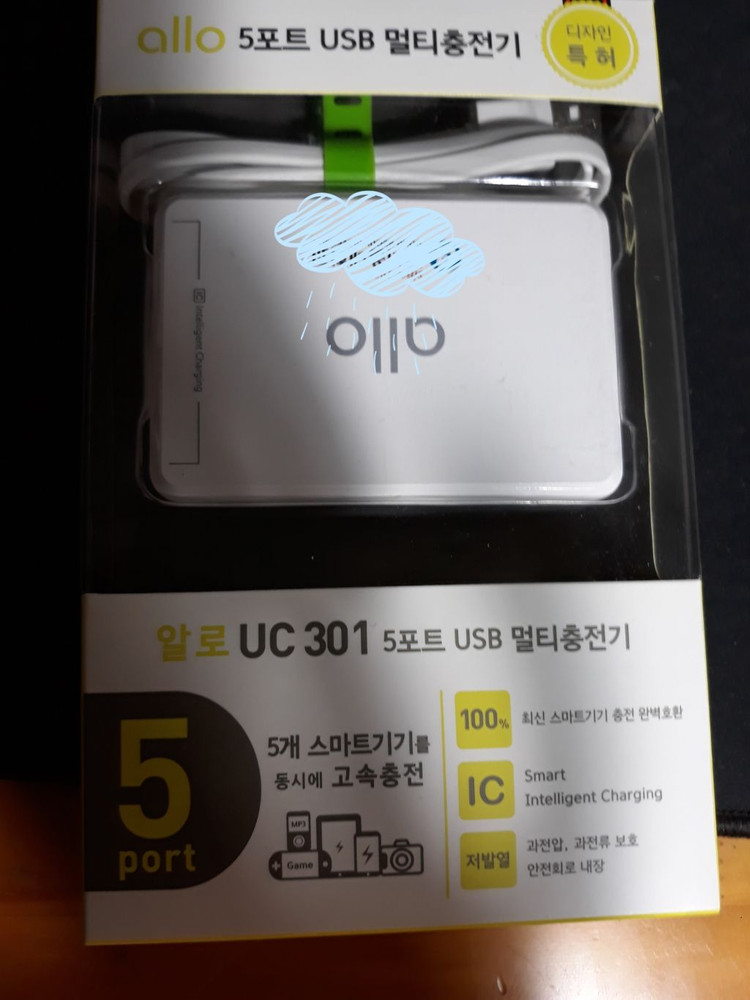 allo 5포트 USB 멀티충전기
디자인
특허
IC Intelligent Charging
allo
알로 UC 301 5포트 USB 멀티충전기
5
port
5개 스마트기기를
동시에 고속충전
MP3
Game
100% 최신 스마트기기 충전 완벽호환
IC Smart
Intelligent Charging
저발열 과전압, 과전류 보호
안전회로 내장